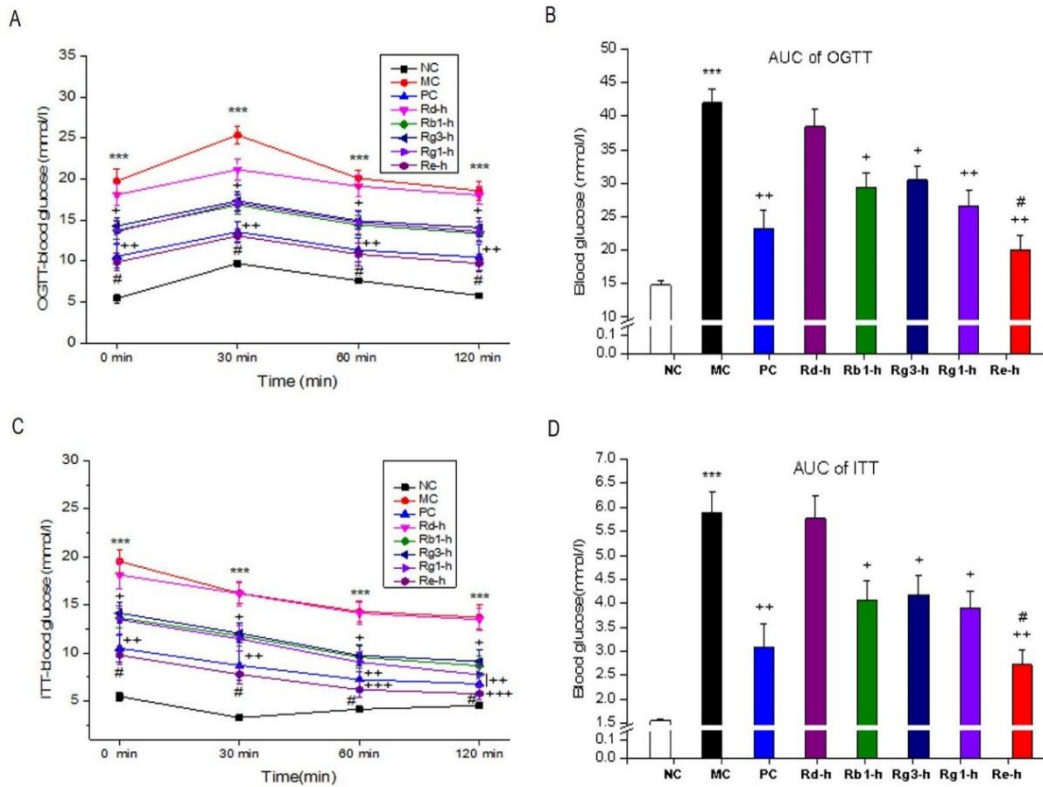 A
35
30
25
20
15
10
5
0
OGTT-blood glucose (mmol/l)
NC
MC
PC
Rd-h
Rb1-h
Rg3-h
Rg1-h
Re-h
***
***
***
***
+
+
+
+
++
++
++
++
#
#
#
#
0 min
30 min
60 min
120 min
Time (min)
B
AUC of OGTT
50
45
40
35
30
25
20
15
10
0.1
0.0
Blood glucose (mmol/l)
***
++
+
+
++
#
++
NC
MC
PC
Rd-h
Rb1-h
Rg3-h
Rg1-h
Re-h
C
30
25
20
15
10
5
ITT-blood glucose (mmol/l)
NC
MC
PC
Rd-h
Rb1-h
Rg3-h
Rg1-h
Re-h
***
***
***
***
+
+
+
+
++
++
++
++
+++
+++
#
#
#
#
0 min
30 min
60 min
120 min
Time(min)
D
AUC of ITT
7.0
6.5
6.0
5.5
5.0
4.5
4.0
3.5
3.0
2.5
2.0
1.5
0.1
0.0
Blood glucose(mmol/l)
***
++
+
+
+
#
++
NC
MC
PC
Rd-h
Rb1-h
Rg3-h
Rg1-h
Re-h